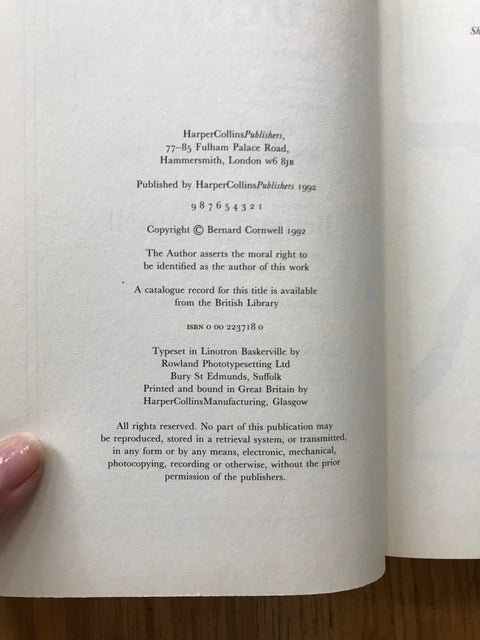 Sh
HarperCollinsPublishers,
77–85 Fulham Palace Road,
Hammersmith, London w6 8JB
Published by HarperCollinsPublishers 1992
9 8 7 6 5 4 3 2 1
Copyright © Bernard Cornwell 1992
The Author asserts the moral right to
be identified as the author of this work
A catalogue record for this title is available
from the British Library
ISBN 0 00 223718 0
Typeset in Linotron Baskerville by
Rowland Phototypesetting Ltd
Bury St Edmunds, Suffolk
Printed and bound in Great Britain by
HarperCollinsManufacturing, Glasgow
All rights reserved. No part of this publication may
be reproduced, stored in a retrieval system, or transmitted,
in any form or by any means, electronic, mechanical,
photocopying, recording or otherwise, without the prior
permission of the publishers.